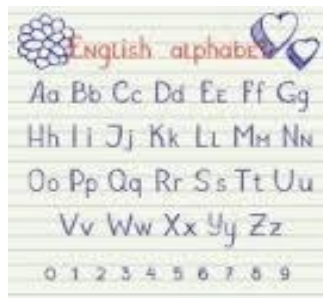 English alphabet
Aa Bb Cc Dd Ee Ff Gg
Hh Ii Jj Kk Ll Mm Nn
Oo Pp Qq Rr Ss Tt Uu
Vv Ww Xx Yy Zz
0 1 2 3 4 5 6 7 8 9